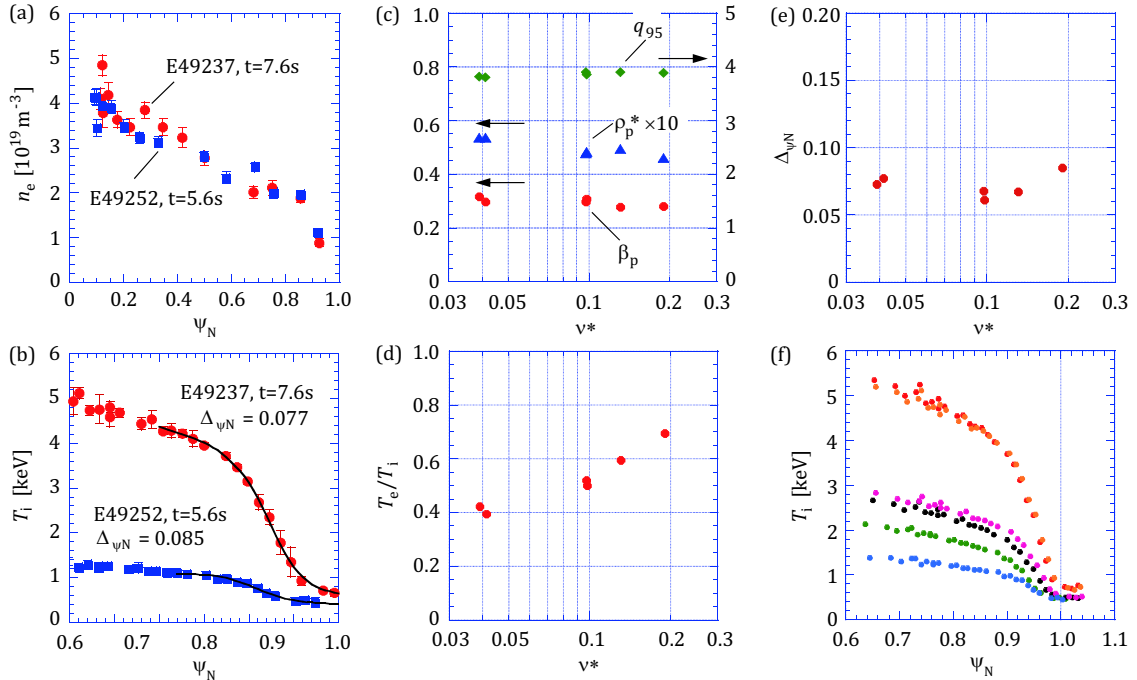 (a)
6
5
4
3
2
1
0
n_e [10^19 m^-3]
E49237, t=7.6s
E49252, t=5.6s
0 0.2 0.4 0.6 0.8 1.0
ψ_N
(c)
1.0
0.8
0.6
0.4
0.2
0
q_95
ρ_p* ×10
β_p
5
4
3
2
1
0
0.03 0.05 0.1 0.2 0.3
ν*
(e)
0.20
0.15
0.10
0.05
0
Δ_ψN
0.03 0.05 0.1 0.2 0.3
ν*
(b)
6
5
4
3
2
1
0
T_i [keV]
E49237, t=7.6s
Δ_ψN = 0.077
E49252, t=5.6s
Δ_ψN = 0.085
0.6 0.7 0.8 0.9 1.0
ψ_N
(d)
1.0
0.8
0.6
0.4
0.2
0
T_e/T_i
0.03 0.05 0.1 0.2 0.3
ν*
(f)
6
5
4
3
2
1
0
T_i [keV]
0.6 0.7 0.8 0.9 1.0 1.1
ψ_N